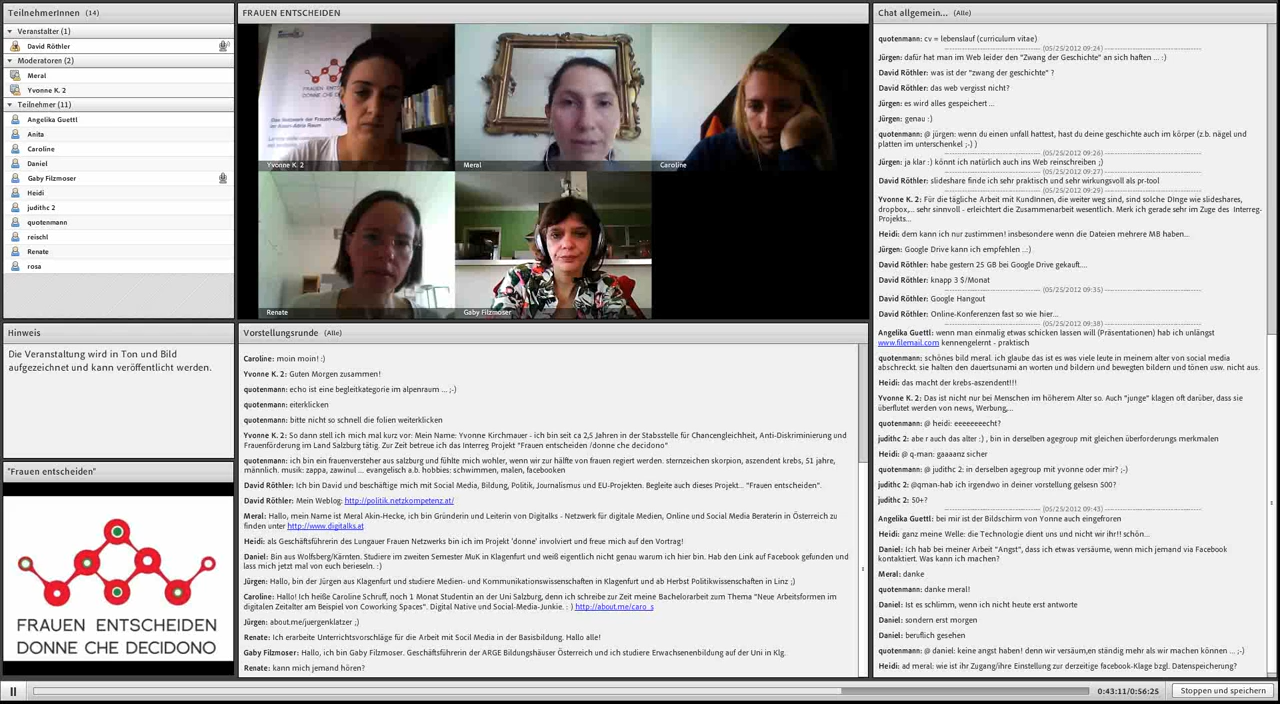 TeilnehmerInnen (14)
Veranstalter (1)
David Röthler
Moderatoren (2)
Meral
Yvonne K. 2
Teilnehmer (11)
Angelika Guettl
Anita
Caroline
Daniel
Gaby Filzmoser
Heidi
judithc 2
quotenmann
reischl
Renate
rosa
Hinweis
Die Veranstaltung wird in Ton und Bild
aufgezeichnet und kann veröffentlicht werden.
"Frauen entscheiden"
FRAUEN ENTSCHEIDEN
DONNE CHE DECIDONO
FRAUEN ENTSCHEIDEN
FRAUEN ENTSCHEIDEN
DONNE CHE DE
Yvonne K. 2
Meral
Caroline
Renate
Gaby Filzmoser
Vorstellungsrunde (Alle)
Caroline: moin moin! :)
Yvonne K. 2: Guten Morgen zusammen!
quotenmann: echo ist eine begleitkategorie im alpenraum ... ;-)
quotenmann: eiterklicken
quotenmann: bitte nicht so schnell die folien weiterklicken
Yvonne K. 2: So dann stell ich mich mal kurz vor: Mein Name: Yvonne Kirchmauer - ich bin seit ca 2,5 Jahren in der Stabsstelle für Chancengleichheit, Anti-Diskriminierung und
Frauenförderung im Land Salzburg tätig. Zur Zeit betreue ich das Interreg Projekt "Frauen entscheiden /donne che decidono"
quotenmann: ich bin ein frauenversteher aus salzburg und fühlte mich wohler, wenn wir zur hälfte von frauen regiert werden. sternzeichen skorpion, aszendent krebs, 51 jahre,
männlich. musik: zappa, zawinul ... evangelisch a.b. hobbies: schwimmen, malen, facebooken
David Röthler: Ich bin David und beschäftige mich mit Social Media, Bildung, Politik, Journalismus und EU-Projekten. Begleite auch dieses Projekt... "Frauen entscheiden".
David Röthler: Mein Weblog: http://politik.netzkompetenz.at/
Meral: Hallo, mein Name ist Meral Akin-Hecke, ich bin Gründerin und Leiterin von Digitalks - Netzwerk für digitale Medien, Online und Social Media Beraterin in Österreich zu
finden unter http://www.digitalks.at
Heidi: als Geschäftsführerin des Lungauer Frauen Netzwerks bin ich im Projekt 'donne' involviert und freue mich auf den Vortrag!
Daniel: Bin aus Wolfsberg/Kärnten. Studiere im zweiten Semester MuK in Klagenfurt und weiß eigentlich nicht genau warum ich hier bin. Hab den Link auf Facebook gefunden und
lass mich jetzt mal von euch berieseln. :)
Jürgen: Hallo, bin der Jürgen aus Klagenfurt und studiere Medien- und Kommunikationswissenschaften in Klagenfurt und ab Herbst Politikwissenschaften in Linz ;)
Caroline: Hallo! Ich heiße Caroline Schruff, noch 1 Monat Studentin an der Uni Salzburg, denn ich schreibe zur Zeit meine Bachelorarbeit zum Thema "Neue Arbeitsformen im
digitalen Zeitalter am Beispiel von Coworking Spaces". Digital Native und Social-Media-Junkie. : ) http://about.me/caro_s
Jürgen: about.me/juergenklatzer ;)
Renate: Ich erarbeite Unterrichtsvorschläge für die Arbeit mit Socil Media in der Basisbildung. Hallo alle!
Gaby Filzmoser: Hallo, ich bin Gaby Filzmoser. Geschäftsführerin der ARGE Bildungshäuser Österreich und ich studiere Erwachsenenbildung auf der Uni in Klg.
Renate: kann mich jemand hören?
Chat allgemein... (Alle)
quotenmann: cv = lebenslauf (curriculum vitae)
(05/25/2012 09:24)
Jürgen: dafür hat man im Web leider den "Zwang der Geschichte" an sich haften ... :)
David Röthler: was ist der "zwang der geschichte" ?
David Röthler: das web vergisst nicht?
Jürgen: es wird alles gespeichert ...
Jürgen: genau :)
quotenmann: @ jürgen: wenn du einen unfall hattest, hast du deine geschichte auch im körper (z.b. nägel und
platten im unterschenkel ;-) )
(05/25/2012 09:26)
Jürgen: ja klar :) könnt ich natürlich auch ins Web reinschreiben ;)
(05/25/2012 09:27)
David Röthler: slideshare finde ich sehr praktisch und sehr wirkungsvoll als pr-tool
(05/25/2012 09:29)
Yvonne K. 2: Für die tägliche Arbeit mit KundInnen, die weiter weg sind, sind solche DInge wie slideshares,
dropbox,... sehr sinnvoll - erleichtert die Zusammenarbeit wesentlich. Merk ich gerade sehr im Zuge des Interreg-
Projekts...
Heidi: dem kann ich nur zustimmen! insbesondere wenn die Dateien mehrere MB haben...
Jürgen: Google Drive kann ich empfehlen ..:)
David Röthler: habe gestern 25 GB bei Google Drive gekauft....
David Röthler: knapp 3 $/Monat
(05/25/2012 09:35)
David Röthler: Google Hangout
David Röthler: Online-Konferenzen fast so wie hier...
(05/25/2012 09:38)
Angelika Guettl: wenn man einmalig etwas schicken lassen will (Präsentationen) hab ich unlängst
www.filemail.com kennengelernt - praktisch
quotenmann: schönes bild meral. ich glaube das ist es was viele leute in meinem alter von social media
abschreckt. sie halten den dauertsunami an worten und bildern und bewegten bildern und tönen usw. nicht aus.
Heidi: das macht der krebs-aszendent!!!
Yvonne K. 2: Das ist nicht nur bei Menschen im höherem Alter so. Auch "junge" klagen oft darüber, dass sie
überflutet werden von news, Werbung,...
quotenmann: @ heidi: eeeeeeeecht?
judithc 2: abe r auch das alter :) , bin in derselben agegroup mit gleichen überforderungs merkmalen
Heidi: @ q-man: gaaaanz sicher
quotenmann: @ judithc 2: in derselben agegroup mit yvonne oder mir? ;-)
judithc 2: @qman-hab ich irgendwo in deiner vorstellung gelsesn 500?
judithc 2: 50+?
(05/25/2012 09:43)
Angelika Guettl: bei mir ist der Bildschirm von Yonne auch eingefroren
Heidi: ganz meine Welle: die Technologie dient uns und nicht wir ihr!! schön...
Daniel: Ich hab bei meiner Arbeit "Angst", dass ich etwas versäume, wenn mich jemand via Facebook
kontaktiert. Was kann ich machen?
Meral: danke
quotenmann: danke meral!
Daniel: Ist es schlimm, wenn ich nicht heute erst antworte
Daniel: sondern erst morgen
Daniel: beruflich gesehen
quotenmann: @ daniel: keine angst haben! denn wir versäum,en ständig mehr als wir machen können ... ;-)
Heidi: ad meral: wie ist ihr Zugang/ihre Einstellung zur derzeitige facebook-Klage bzgl. Datenspeicherung?
0:43:11/0:56:25
Stoppen und speichern